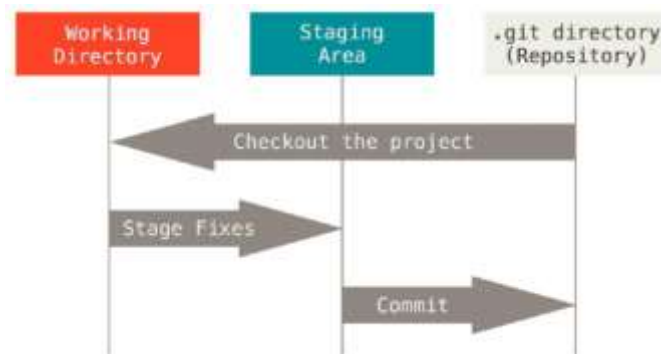 Working
Directory
Staging
Area
.git directory
(Repository)
Checkout the project
Stage Fixes
Commit